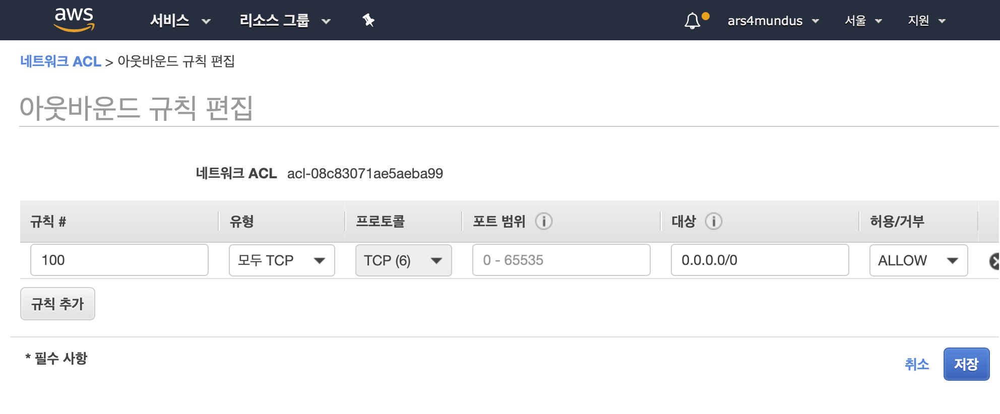 aws 서비스 리소스 그룹 ars4mundus 서울 지원
네트워크 ACL > 아웃바운드 규칙 편집
아웃바운드 규칙 편집
네트워크 ACL acl-08c83071ae5aeba99
규칙 # 유형 프로토콜 포트 범위 i 대상 i 허용/거부
100 모두 TCP TCP (6) 0 - 65535 0.0.0.0/0 ALLOW
규칙 추가
* 필수 사항
취소 저장